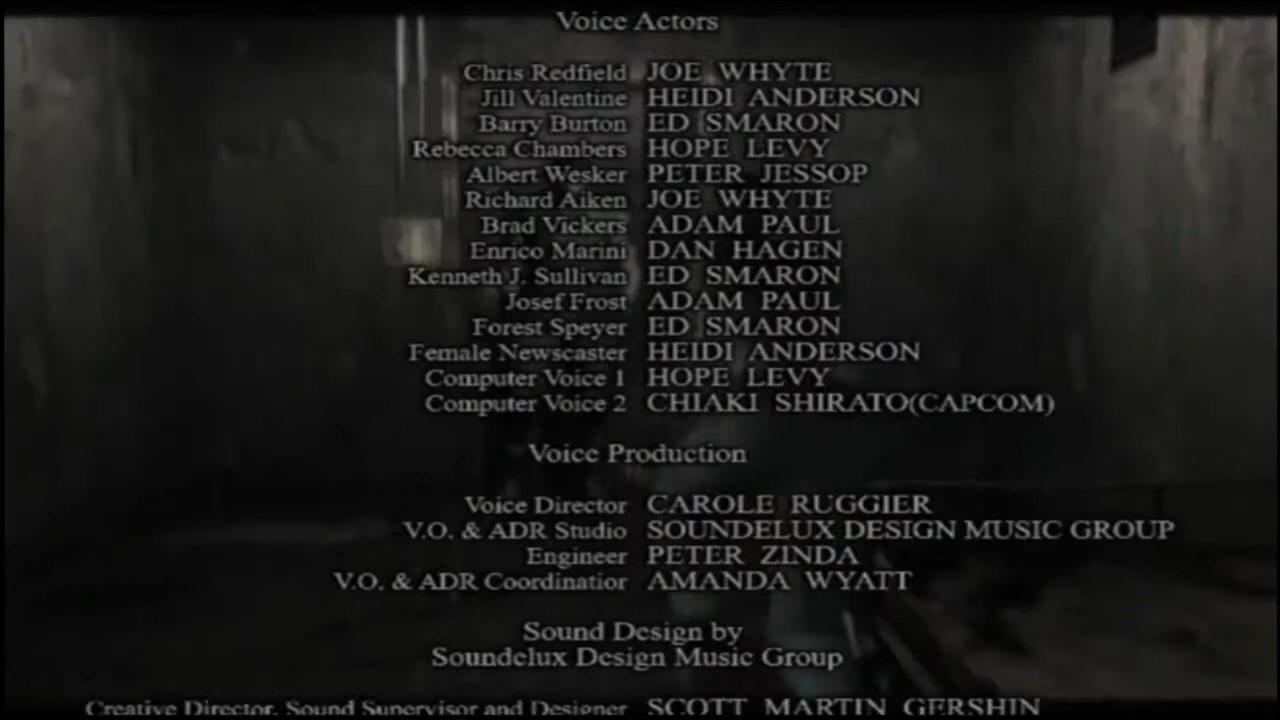 Voice Actors
Chris Redfield JOE WHYTE
Jill Valentine HEIDI ANDERSON
Barry Burton ED SMARON
Rebecca Chambers HOPE LEVY
Albert Wesker PETER JESSOP
Richard Aiken JOE WHYTE
Brad Vickers ADAM PAUL
Enrico Marini DAN HAGEN
Kenneth J. Sullivan ED SMARON
Josef Frost ADAM PAUL
Forest Speyer ED SMARON
Female Newscaster HEIDI ANDERSON
Computer Voice 1 HOPE LEVY
Computer Voice 2 CHIAKI SHIRATO(CAPCOM)
Voice Production
Voice Director CAROLE RUGGIER
V.O. & ADR Studio SOUNDELUX DESIGN MUSIC GROUP
Engineer PETER ZINDA
V.O. & ADR Coordinatior AMANDA WYATT
Sound Design by
Soundelux Design Music Group
Creative Director, Sound Supervisor and Designer SCOTT MARTIN GERSHIN